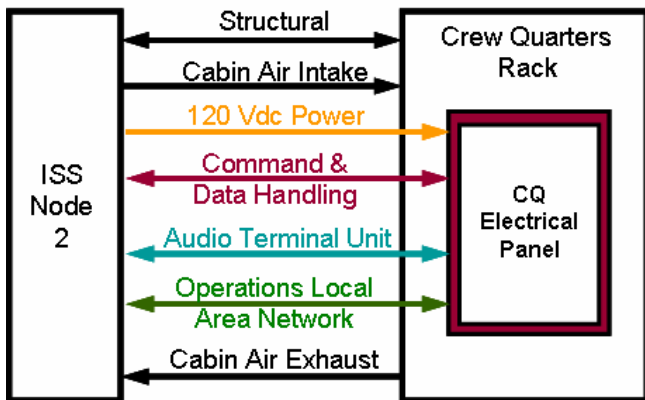 Structural
Crew Quarters
Rack
Cabin Air Intake
120 Vdc Power
Command &
Data Handling
ISS
Node
2
CQ
Electrical
Panel
Audio Terminal Unit
Operations Local
Area Network
Cabin Air Exhaust